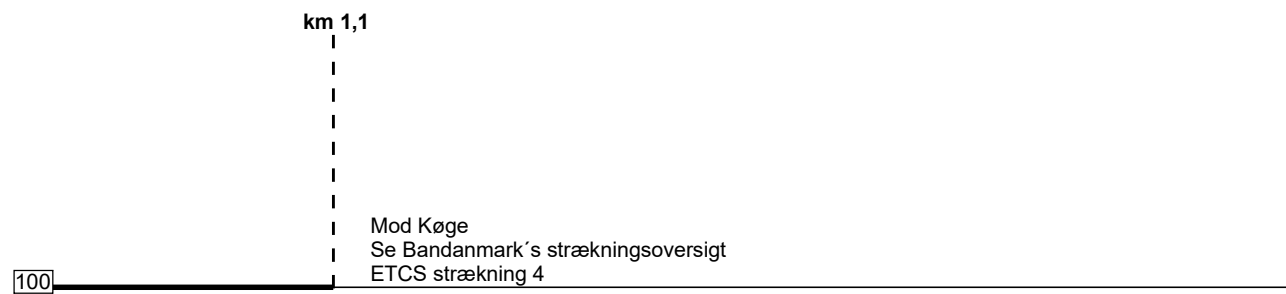 km 1,1
Mod Køge
Se Bandanmark´s strækningsoversigt
ETCS strækning 4
100